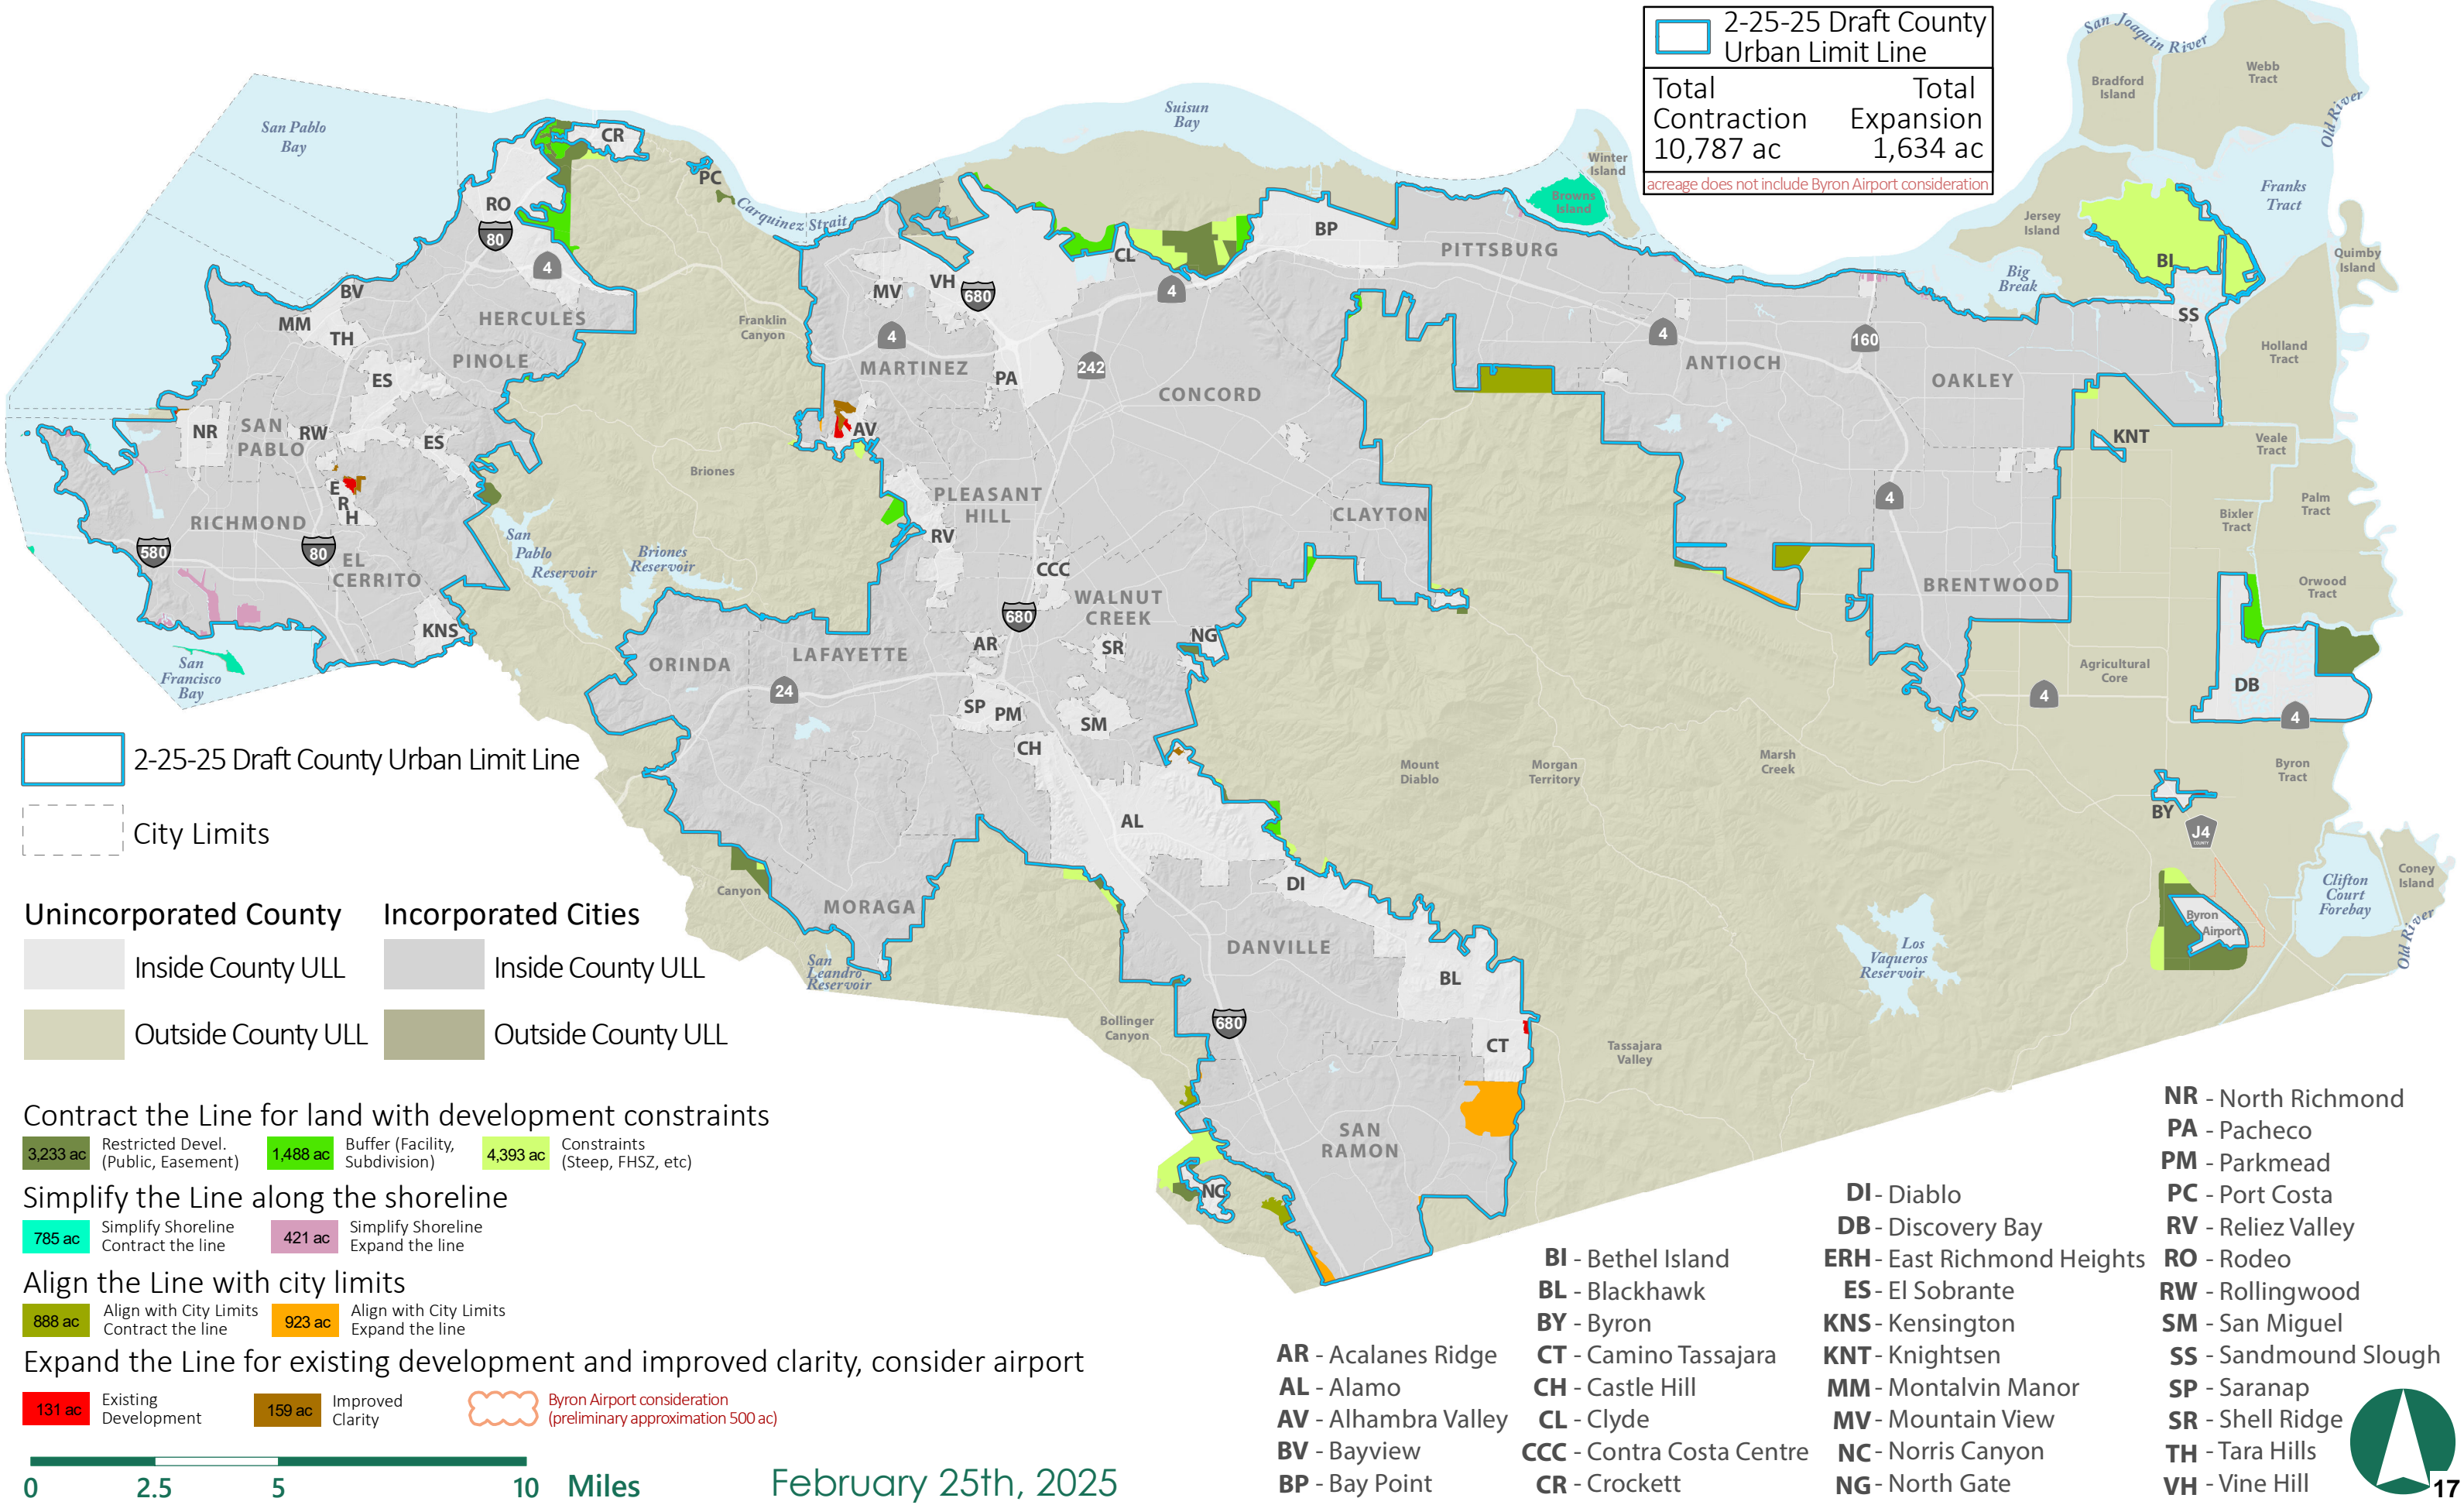 2-25-25 Draft County
Urban Limit Line
Total Contraction 10,787 ac
Total Expansion 1,634 ac
acreage does not include Byron Airport consideration
San Joaquin River
Bradford Island
Webb Tract
Old River
Franks Tract
Jersey Island
Quimby Island
Big Break
BI
SS
Holland Tract
Veale Tract
Palm Tract
Bixler Tract
Orwood Tract
San Pablo Bay
Suisun Bay
Winter Island
Browns Island
Carquinez Strait
CR
PC
RO
80
4
CL
BP
PITTSBURG
4
MV
VH
680
4
MARTINEZ
PA
242
CONCORD
4
ANTIOCH
160
OAKLEY
KNT
BV
MM
TH
HERCULES
PINOLE
ES
Franklin Canyon
AV
NR
SAN PABLO
RW
ES
E
R
H
RICHMOND
580
80
EL CERRITO
KNS
San Francisco Bay
San Pablo Reservoir
Briones
Briones Reservoir
PLEASANT HILL
RV
CCC
CLAYTON
WALNUT CREEK
680
AR
SR
NG
ORINDA
LAFAYETTE
24
SP
PM
SM
CH
4
BRENTWOOD
Agricultural Core
4
DB
4
Mount Diablo
Morgan Territory
Marsh Creek
Byron Tract
BY
J4
COUNTY
Coney Island
Clifton Court Forebay
Old River
Byron Airport
Los Vaqueros Reservoir
AL
DI
Canyon
MORAGA
San Leandro Reservoir
DANVILLE
BL
CT
680
Bollinger Canyon
Tassajara Valley
SAN RAMON
NC
2-25-25 Draft County Urban Limit Line
City Limits
Unincorporated County
Inside County ULL
Outside County ULL
Incorporated Cities
Inside County ULL
Outside County ULL
Contract the Line for land with development constraints
3,233 ac Restricted Devel. (Public, Easement)
1,488 ac Buffer (Facility, Subdivision)
4,393 ac Constraints (Steep, FHSZ, etc)
Simplify the Line along the shoreline
785 ac Simplify Shoreline Contract the line
421 ac Simplify Shoreline Expand the line
Align the Line with city limits
888 ac Align with City Limits Contract the line
923 ac Align with City Limits Expand the line
Expand the Line for existing development and improved clarity, consider airport
131 ac Existing Development
159 ac Improved Clarity
Byron Airport consideration
(preliminary approximation 500 ac)
0 2.5 5 10 Miles
February 25th, 2025
AR - Acalanes Ridge
AL - Alamo
AV - Alhambra Valley
BV - Bayview
BP - Bay Point
BI - Bethel Island
BL - Blackhawk
BY - Byron
CT - Camino Tassajara
CH - Castle Hill
CL - Clyde
CCC - Contra Costa Centre
CR - Crockett
DI - Diablo
DB - Discovery Bay
ERH - East Richmond Heights
ES - El Sobrante
KNS - Kensington
KNT - Knightsen
MM - Montalvin Manor
MV - Mountain View
NC - Norris Canyon
NG - North Gate
NR - North Richmond
PA - Pacheco
PM - Parkmead
PC - Port Costa
RV - Reliez Valley
RO - Rodeo
RW - Rollingwood
SM - San Miguel
SS - Sandmound Slough
SP - Saranap
SR - Shell Ridge
TH - Tara Hills
VH - Vine Hill
17